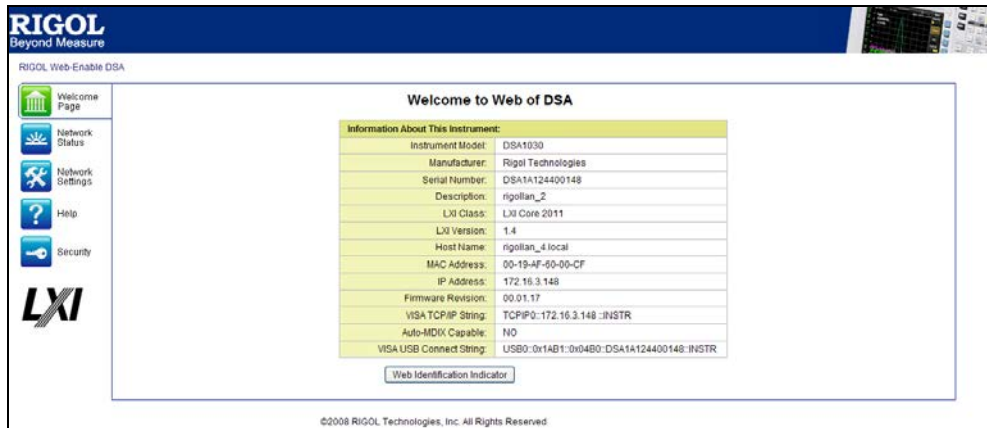 RIGOL
Beyond Measure
RIGOL Web-Enable DSA
Welcome Page
Network Status
Network Settings
Help
Security
LXI
Welcome to Web of DSA
Information About This Instrument:
Instrument Model: DSA1030
Manufacturer: Rigol Technologies
Serial Number: DSA1A124400148
Description: rigollan_2
LXI Class: LXI Core 2011
LXI Version: 1.4
Host Name: rigollan_4.local
MAC Address: 00-19-AF-60-00-CF
IP Address: 172.16.3.148
Firmware Revision: 00.01.17
VISA TCP/IP String: TCPIP0::172.16.3.148 ::INSTR
Auto-MDIX Capable: NO
VISA USB Connect String: USB0::0x1AB1::0x04B0::DSA1A124400148::INSTR
Web Identification Indicator
©2008 RIGOL Technologies, Inc. All Rights Reserved